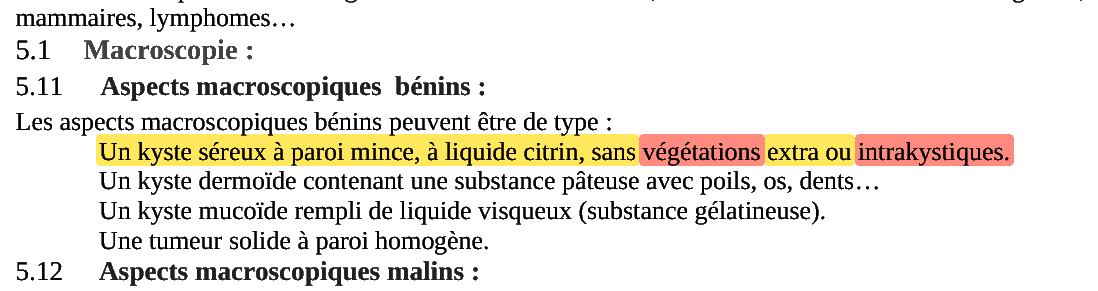 mammaires, lymphomes…
5.1 Macroscopie :
5.11 Aspects macroscopiques bénins :
Les aspects macroscopiques bénins peuvent être de type :
Un kyste séreux à paroi mince, à liquide citrin, sans végétations extra ou intrakystiques.
Un kyste dermoïde contenant une substance pâteuse avec poils, os, dents…
Un kyste mucoïde rempli de liquide visqueux (substance gélatineuse).
Une tumeur solide à paroi homogène.
5.12 Aspects macroscopiques malins :